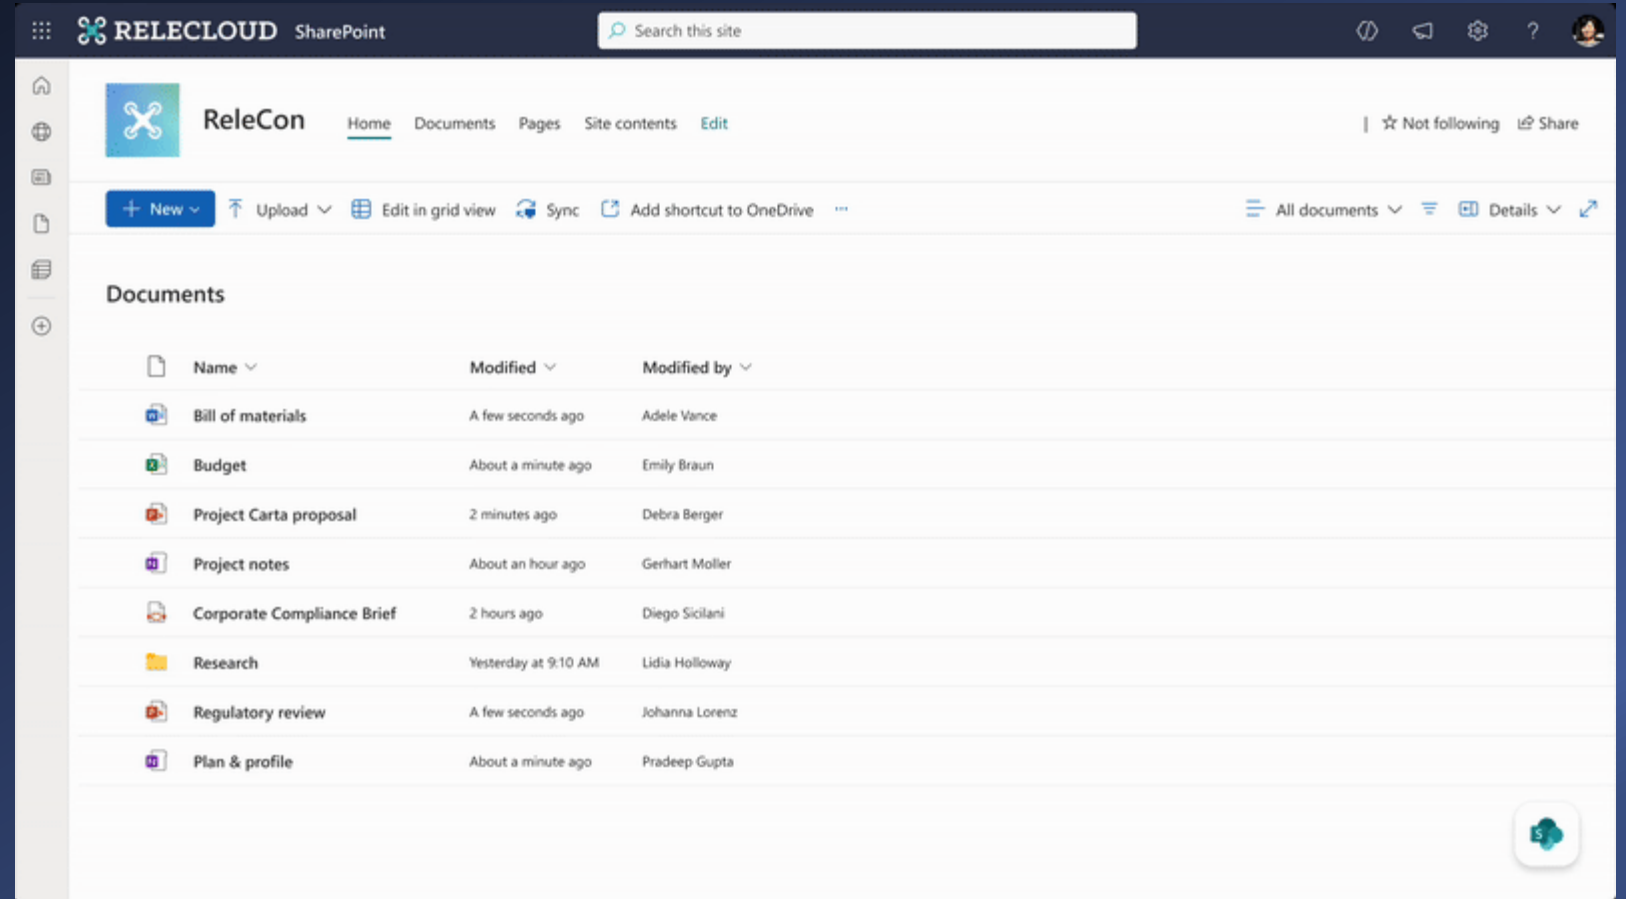 RELECLOUD SharePoint Search this site
ReleCon Home Documents Pages Site contents Edit | Not following Share
New Upload Edit in grid view Sync Add shortcut to OneDrive ... All documents Details
Documents
Name Modified Modified by
Bill of materials A few seconds ago Adele Vance
Budget About a minute ago Emily Braun
Project Carta proposal 2 minutes ago Debra Berger
Project notes About an hour ago Gerhart Moller
Corporate Compliance Brief 2 hours ago Diego Sicilani
Research Yesterday at 9:10 AM Lidia Holloway
Regulatory review A few seconds ago Johanna Lorenz
Plan & profile About a minute ago Pradeep Gupta